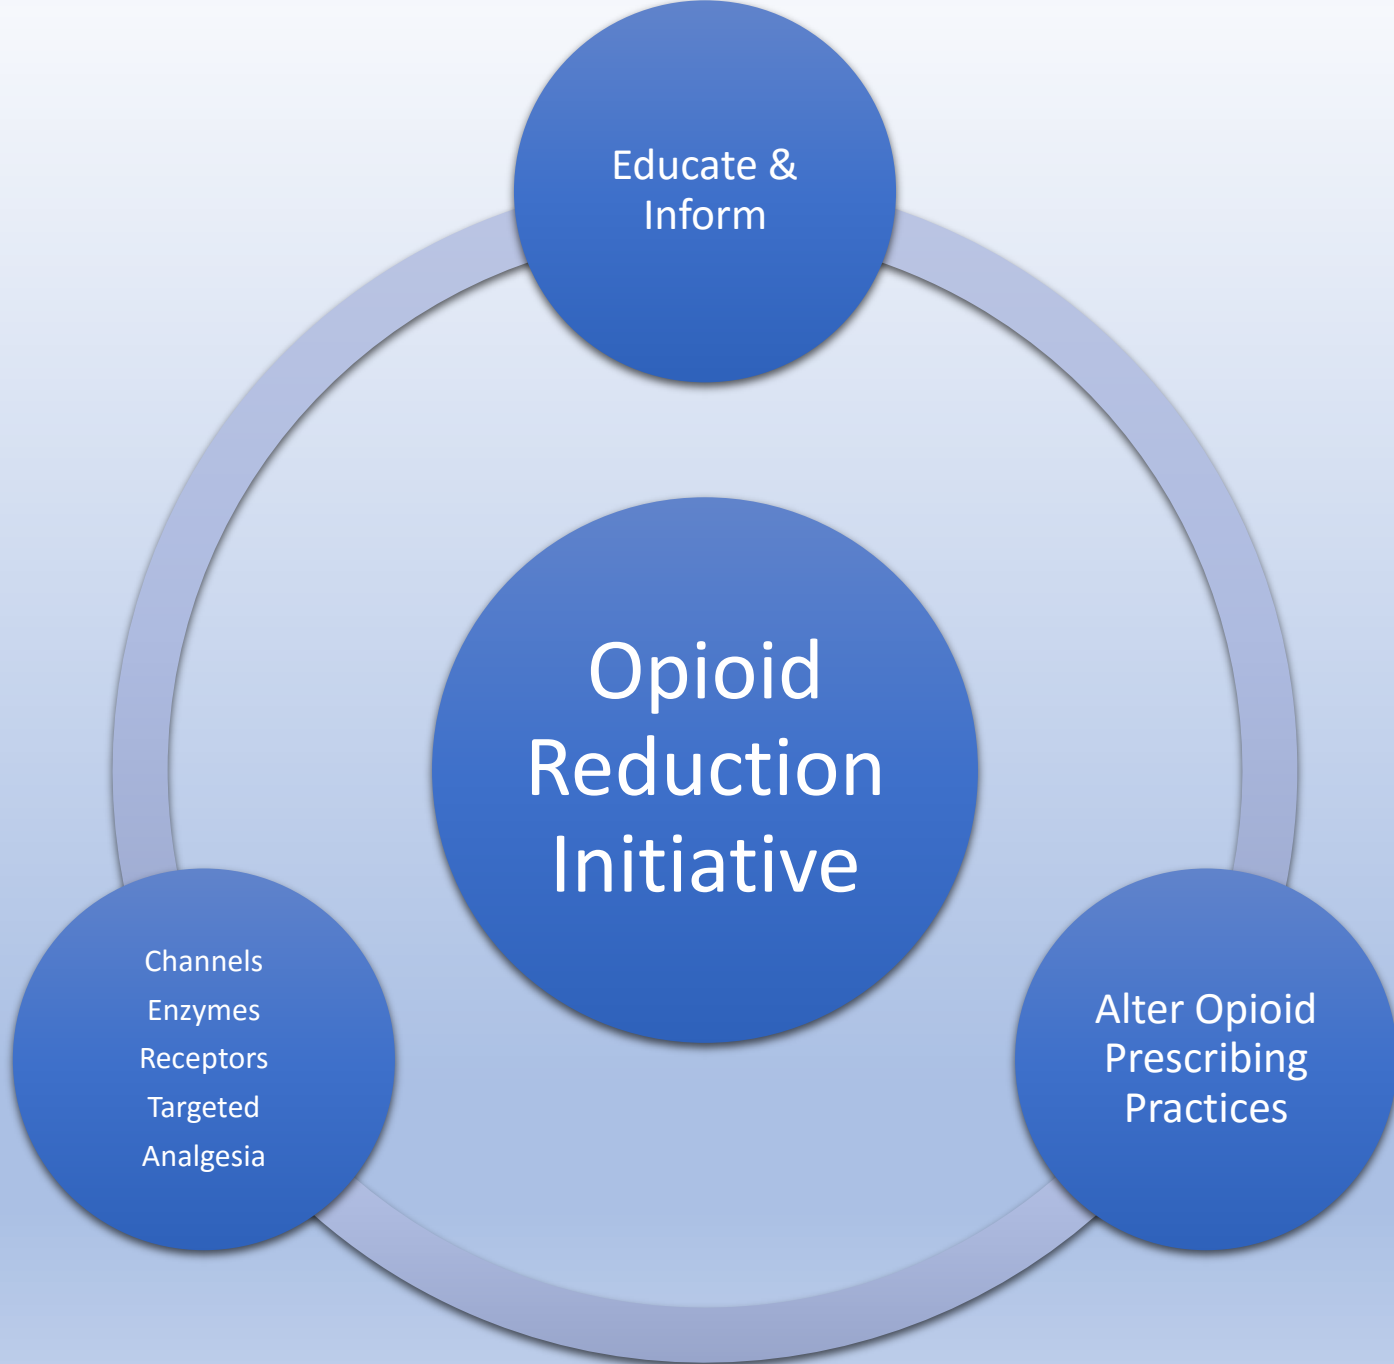 Educate &
Inform
Opioid
Reduction
Initiative
Channels
Enzymes
Receptors
Targeted
Analgesia
Alter Opioid
Prescribing
Practices